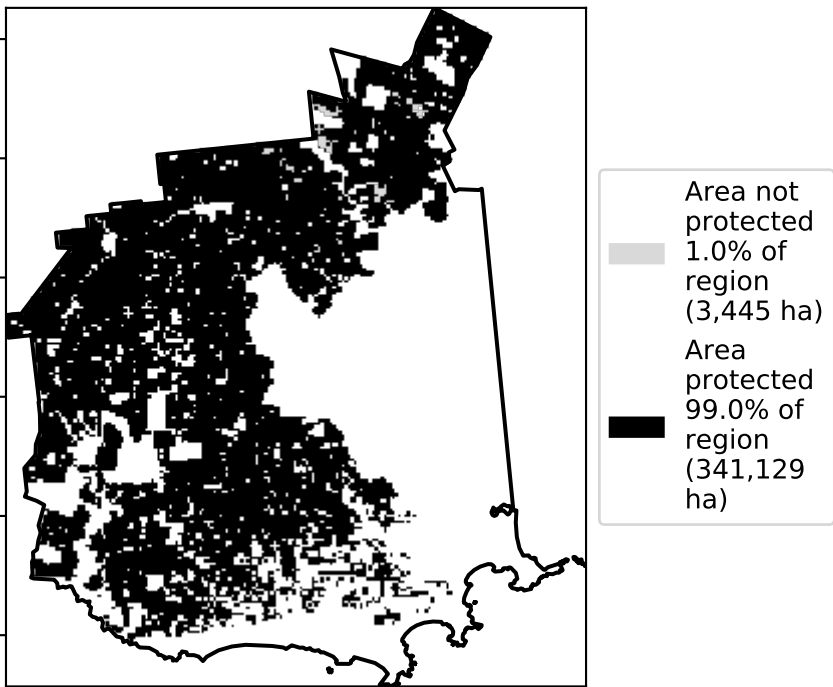 Area not
protected
1.0% of
region
(3,445 ha)
Area
protected
99.0% of
region
(341,129
ha)